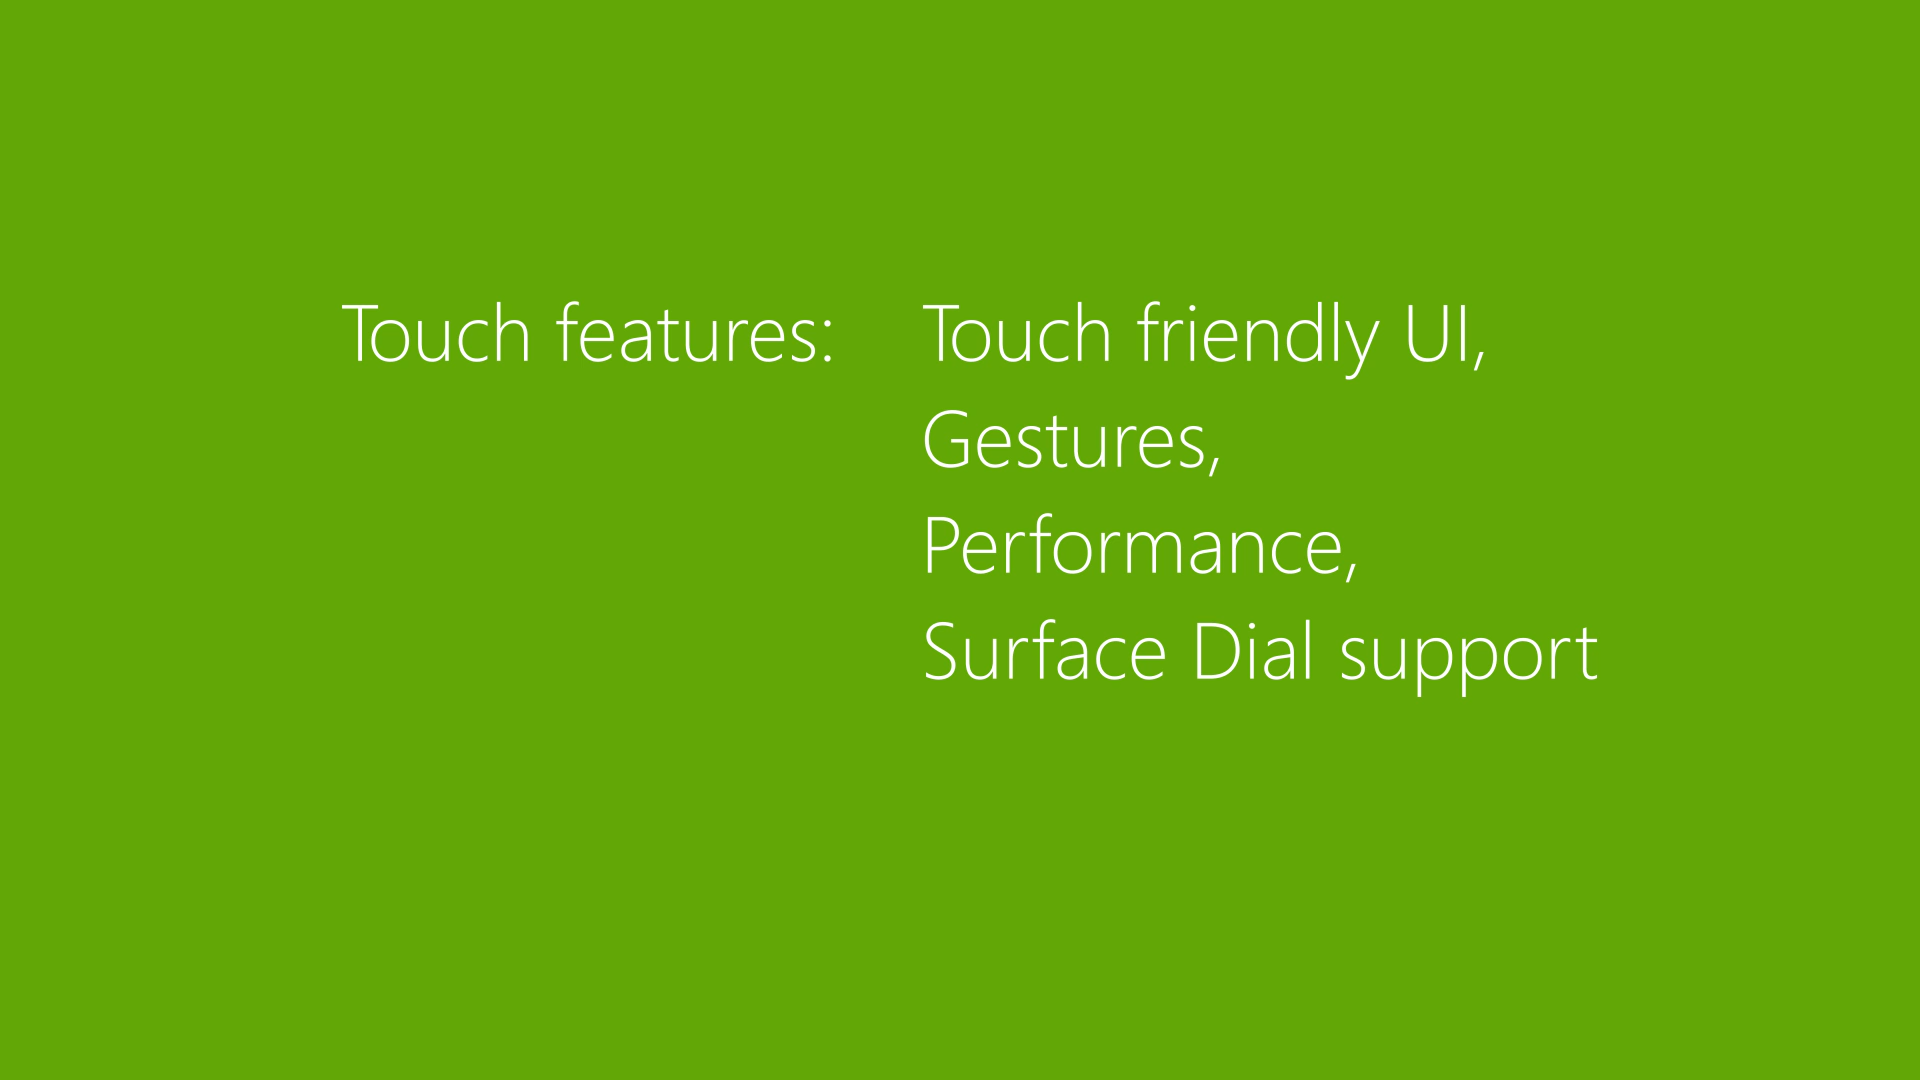 Touch features: Touch friendly UI,
Gestures,
Performance,
Surface Dial support